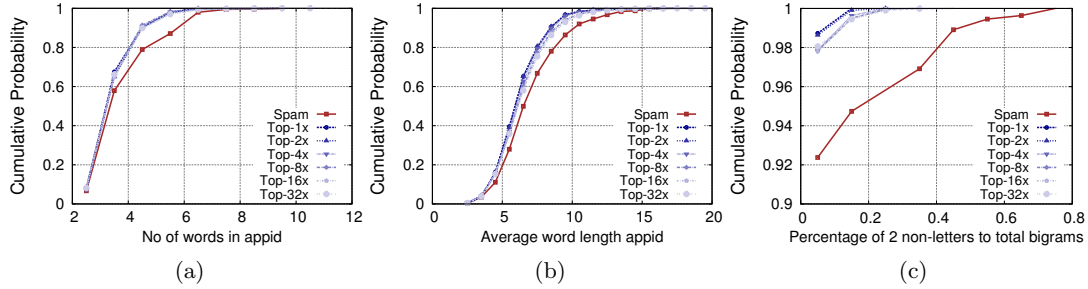 1
0.8
0.6
0.4
0.2
0
Cumulative Probability
2 4 6 8 10 12
No of words in appid
Spam
Top-1x
Top-2x
Top-4x
Top-8x
Top-16x
Top-32x
(a)
1
0.8
0.6
0.4
0.2
0
Cumulative Probability
0 5 10 15 20
Average word length appid
Spam
Top-1x
Top-2x
Top-4x
Top-8x
Top-16x
Top-32x
(b)
1
0.98
0.96
0.94
0.92
0.9
Cumulative Probability
0 0.2 0.4 0.6 0.8
Percentage of 2 non-letters to total bigrams
Spam
Top-1x
Top-2x
Top-4x
Top-8x
Top-16x
Top-32x
(c)